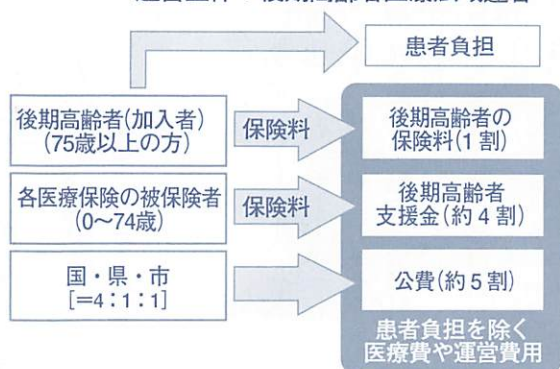 患者負担
後期高齢者(加入者)
(75歳以上の方)
保険料
後期高齢者の
保険料(1割)
各医療保険の被保険者
(0〜74歳)
保険料
後期高齢者
支援金(約4割)
国・県・市
[=4:1:1]
公費(約5割)
患者負担を除く
医療費や運営費用